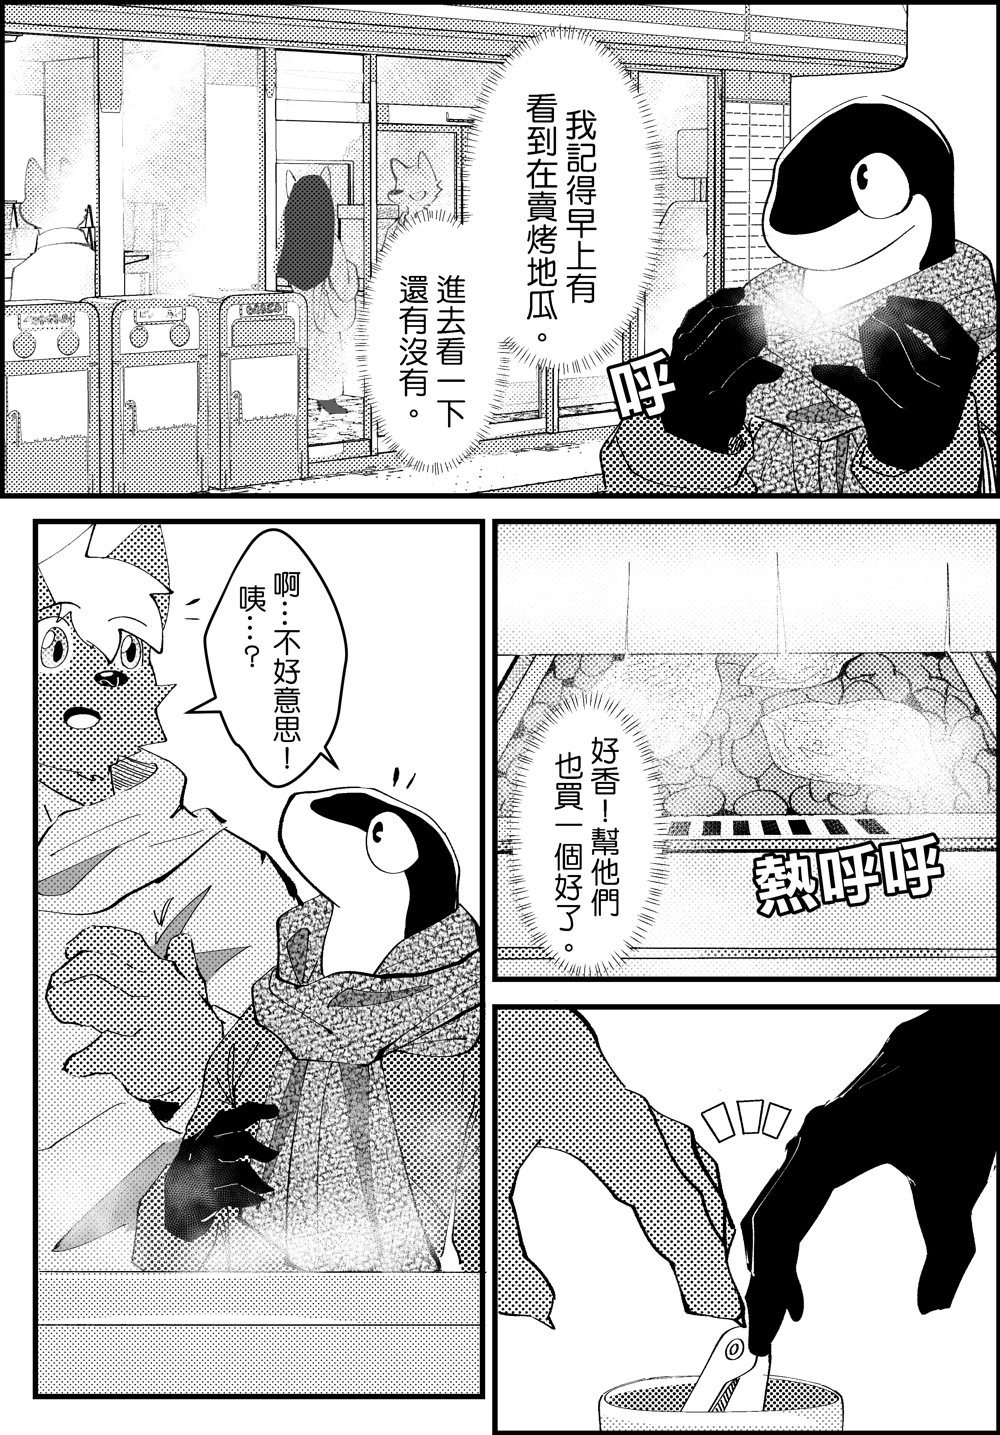 我記得早上有
看到在賣烤地瓜。
進去看一下
還有沒有。
呼
好香！幫他們
也買一個好了。
熱呼呼
啊…不好意思！
咦…？